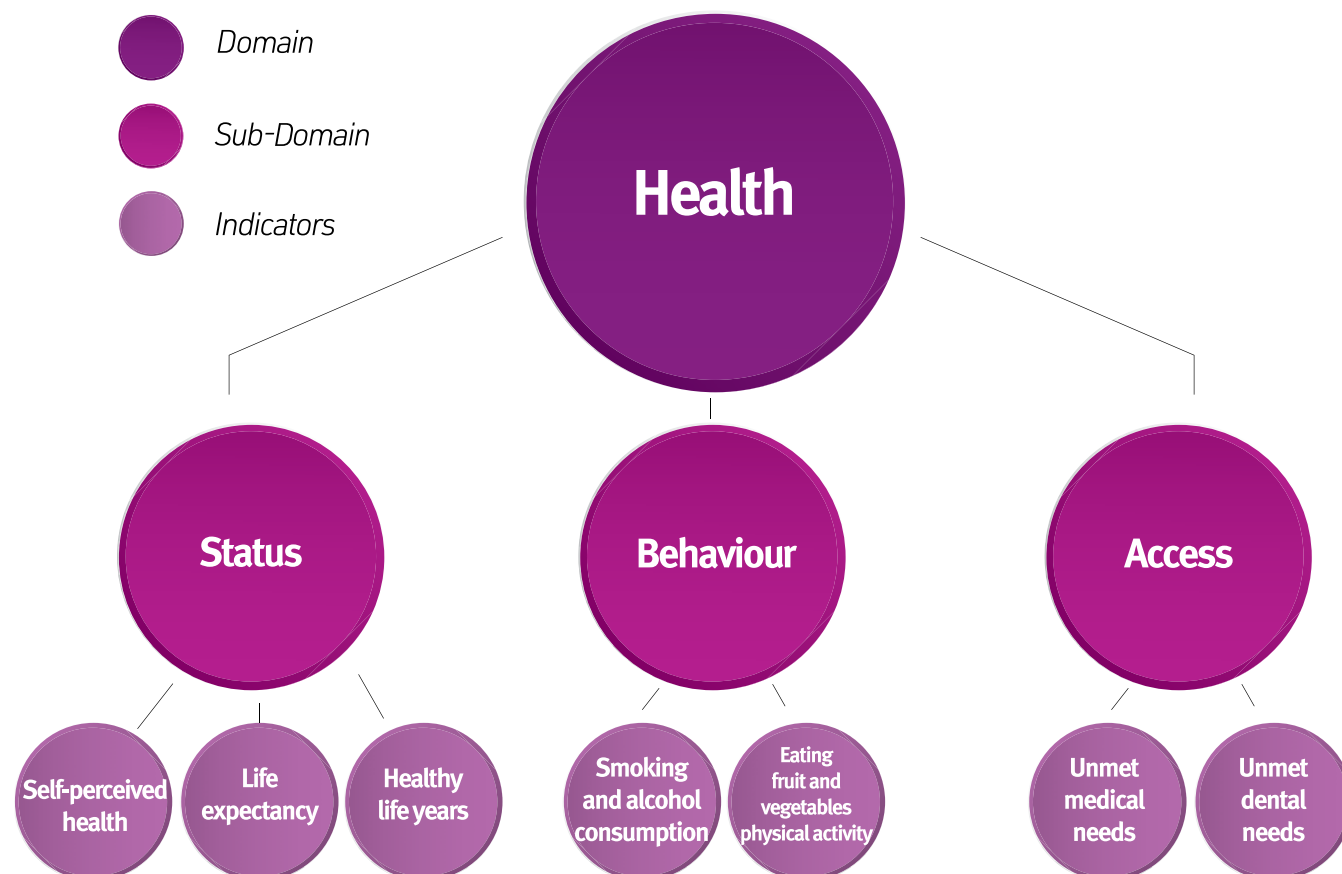 Domain
Sub-Domain
Indicators
Health
Status
Behaviour
Access
Self-perceived
health
Life
expectancy
Healthy
life years
Smoking
and alcohol
consumption
Eating
fruit and
vegetables
physical activity
Unmet
medical
needs
Unmet
dental
needs